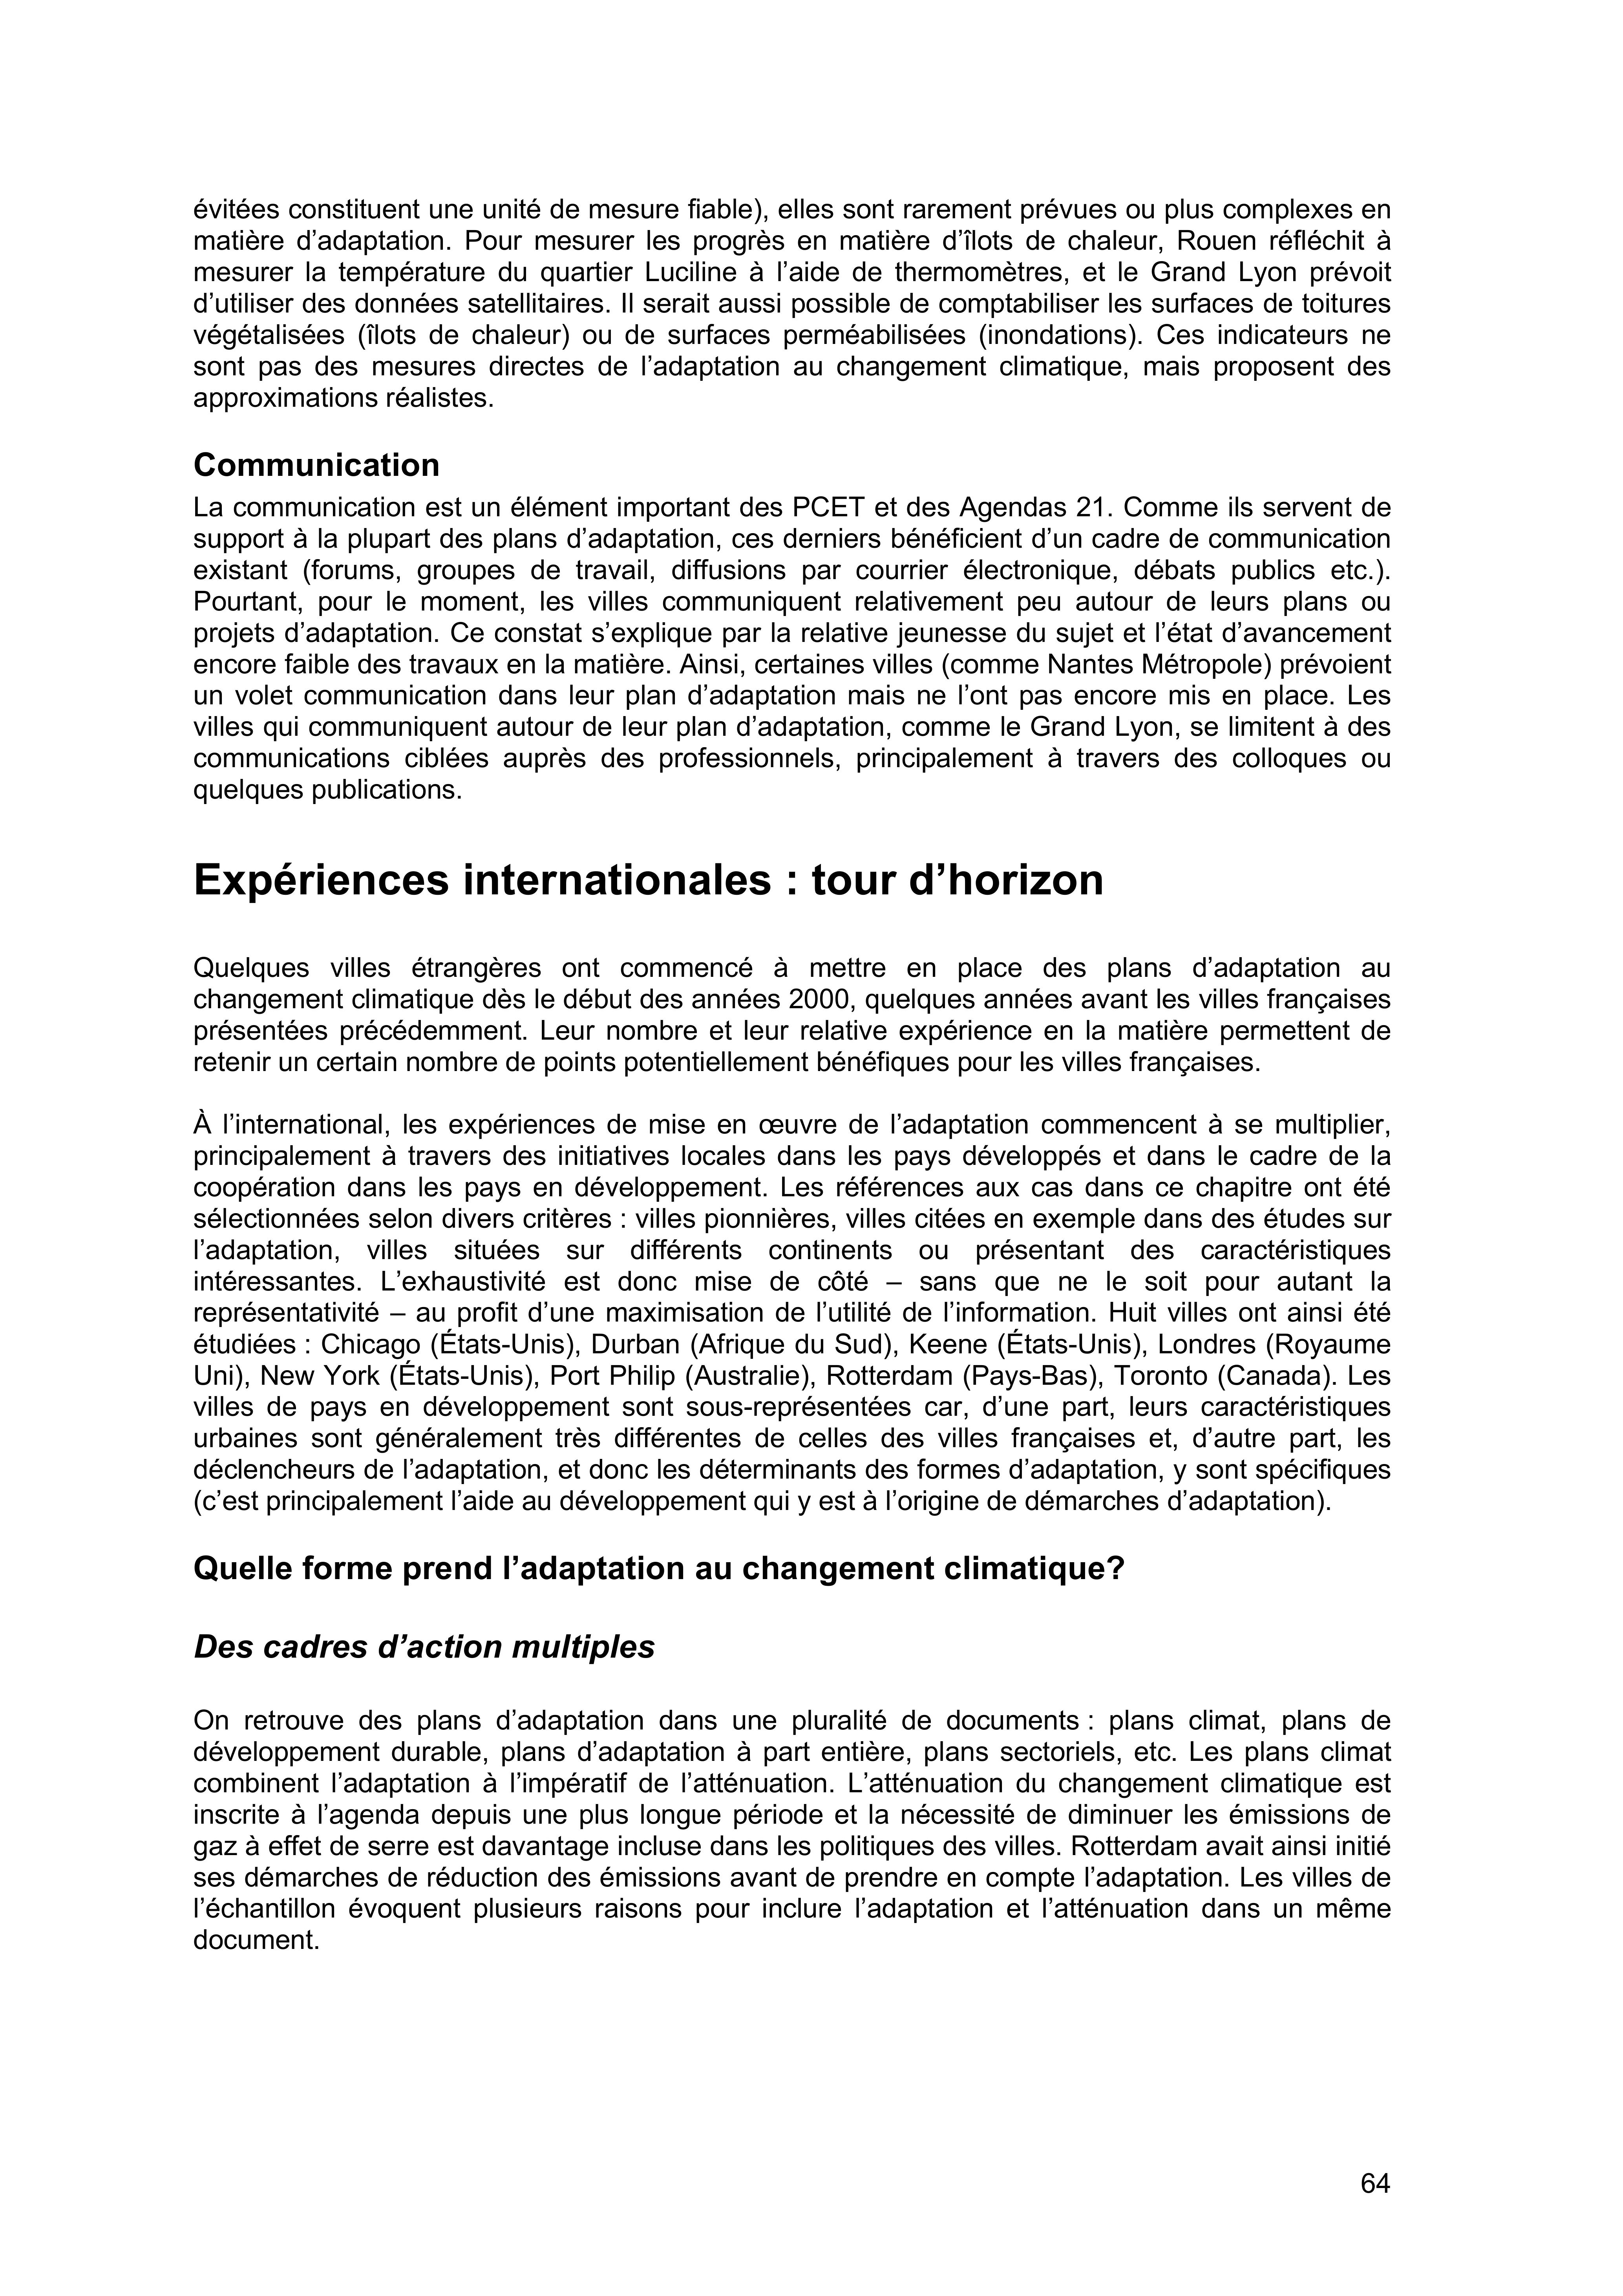 évitées constituent une unité de mesure fiable), elles sont rarement prévues ou plus complexes en
matière d’adaptation. Pour mesurer les progrès en matière d’îlots de chaleur, Rouen réfléchit à
mesurer la température du quartier Luciline à l’aide de thermomètres, et le Grand Lyon prévoit
d’utiliser des données satellitaires. Il serait aussi possible de comptabiliser les surfaces de toitures
végétalisées (îlots de chaleur) ou de surfaces perméabilisées (inondations). Ces indicateurs ne
sont pas des mesures directes de l’adaptation au changement climatique, mais proposent des
approximations réalistes.
Communication
La communication est un élément important des PCET et des Agendas 21. Comme ils servent de
support à la plupart des plans d’adaptation, ces derniers bénéficient d’un cadre de communication
existant (forums, groupes de travail, diffusions par courrier électronique, débats publics etc.).
Pourtant, pour le moment, les villes communiquent relativement peu autour de leurs plans ou
projets d’adaptation. Ce constat s’explique par la relative jeunesse du sujet et l’état d’avancement
encore faible des travaux en la matière. Ainsi, certaines villes (comme Nantes Métropole) prévoient
un volet communication dans leur plan d’adaptation mais ne l’ont pas encore mis en place. Les
villes qui communiquent autour de leur plan d’adaptation, comme le Grand Lyon, se limitent à des
communications ciblées auprès des professionnels, principalement à travers des colloques ou
quelques publications.
Expériences internationales : tour d’horizon
Quelques villes étrangères ont commencé à mettre en place des plans d’adaptation au
changement climatique dès le début des années 2000, quelques années avant les villes françaises
présentées précédemment. Leur nombre et leur relative expérience en la matière permettent de
retenir un certain nombre de points potentiellement bénéfiques pour les villes françaises.
À l’international, les expériences de mise en œuvre de l’adaptation commencent à se multiplier,
principalement à travers des initiatives locales dans les pays développés et dans le cadre de la
coopération dans les pays en développement. Les références aux cas dans ce chapitre ont été
sélectionnées selon divers critères : villes pionnières, villes citées en exemple dans des études sur
l’adaptation, villes situées sur différents continents ou présentant des caractéristiques
intéressantes. L’exhaustivité est donc mise de côté – sans que ne le soit pour autant la
représentativité – au profit d’une maximisation de l’utilité de l’information. Huit villes ont ainsi été
étudiées : Chicago (États-Unis), Durban (Afrique du Sud), Keene (États-Unis), Londres (Royaume
Uni), New York (États-Unis), Port Philip (Australie), Rotterdam (Pays-Bas), Toronto (Canada). Les
villes de pays en développement sont sous-représentées car, d’une part, leurs caractéristiques
urbaines sont généralement très différentes de celles des villes françaises et, d’autre part, les
déclencheurs de l’adaptation, et donc les déterminants des formes d’adaptation, y sont spécifiques
(c’est principalement l’aide au développement qui y est à l’origine de démarches d’adaptation).
Quelle forme prend l’adaptation au changement climatique?
Des cadres d’action multiples
On retrouve des plans d’adaptation dans une pluralité de documents : plans climat, plans de
développement durable, plans d’adaptation à part entière, plans sectoriels, etc. Les plans climat
combinent l’adaptation à l’impératif de l’atténuation. L’atténuation du changement climatique est
inscrite à l’agenda depuis une plus longue période et la nécessité de diminuer les émissions de
gaz à effet de serre est davantage incluse dans les politiques des villes. Rotterdam avait ainsi initié
ses démarches de réduction des émissions avant de prendre en compte l’adaptation. Les villes de
l’échantillon évoquent plusieurs raisons pour inclure l’adaptation et l’atténuation dans un même
document.
64